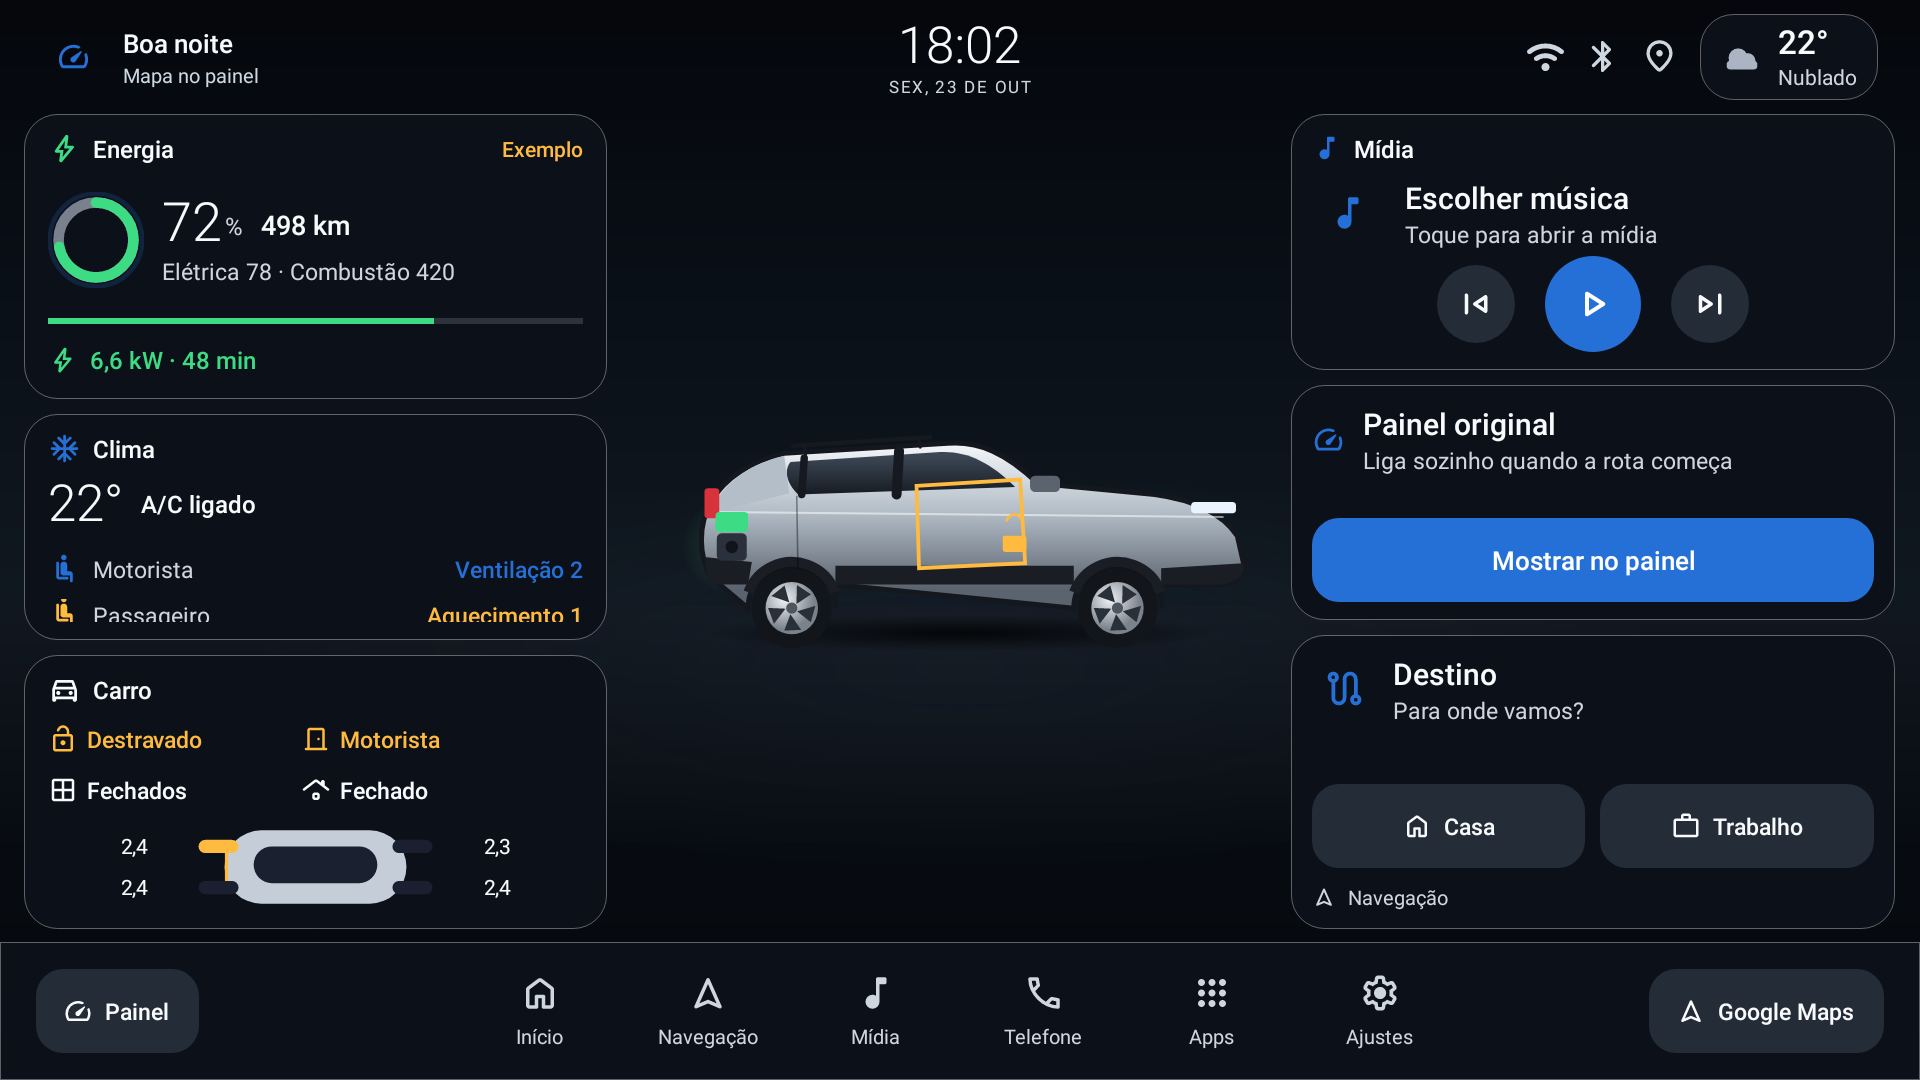 Boa noite
Mapa no painel
18:02
SEX, 23 DE OUT
22°
Nublado
Energia
Exemplo
72% 498 km
Elétrica 78 · Combustão 420
6,6 kW · 48 min
Clima
22° A/C ligado
Motorista
Ventilação 2
Passageiro
Aquecimento 1
Carro
Destravado
Motorista
Fechados
Fechado
2,4
2,3
2,4
2,4
Mídia
Escolher música
Toque para abrir a mídia
Painel original
Liga sozinho quando a rota começa
Mostrar no painel
Destino
Para onde vamos?
Casa
Trabalho
Navegação
Painel
Início
Navegação
Mídia
Telefone
Apps
Ajustes
Google Maps